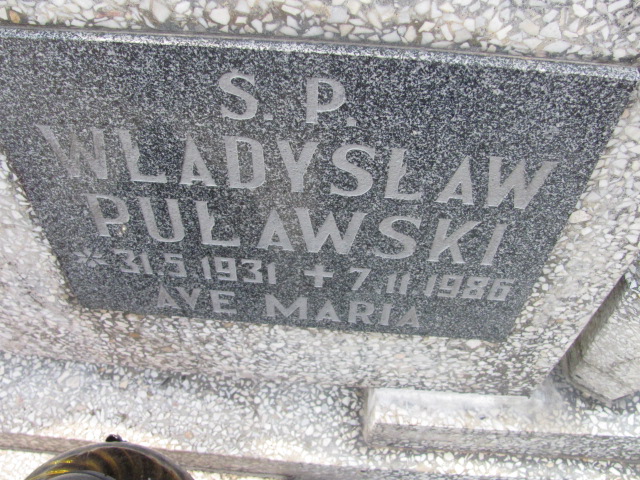 S. P.
WŁADYSŁAW
PUŁAWSKI
*31.5.1931 + 7.11.1986
AVE MARIA